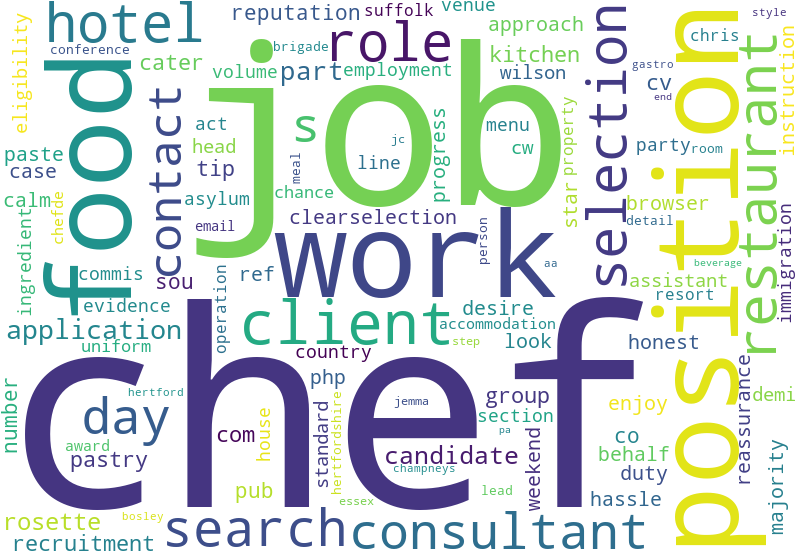 hotel
reputation
suffolk
venue
approach
style
conference
brigade
role
chris
cater
volume
part
employment
kitchen
gastro
wilson
cv
end
eligibility
food
job
selection
position
restaurant
instruction
contact
act
s
progress
star
property
menu
party
room
paste
head
line
jc
cw
case
tip
meal
chance
calm
asylum
browser
assistant
detail
clearselection
email
person
chefde
ingredient
commis
sou
ref
work
aa
beverage
immigration
resort
evidence
operation
client
desire
accommodation
look
honest
application
uniform
country
step
number
hertford
php
group
enjoy
reassurance
demi
day
chef
jemma
section
house
standard
hertfordshire
co
award
com
pa
candidate
weekend
behalf
majority
pastry
champneys
duty
pub
essex
lead
hassle
rosette
bosley
search
consultant
recruitment